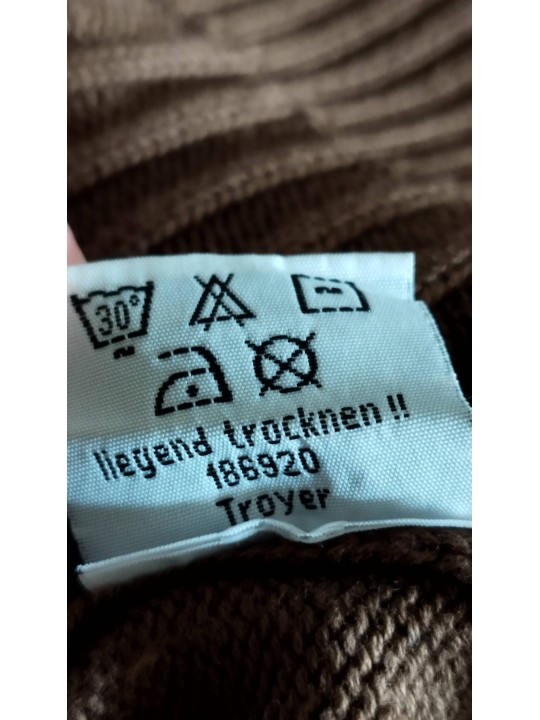 30°
liegend trocknen!!
186920
Troyer